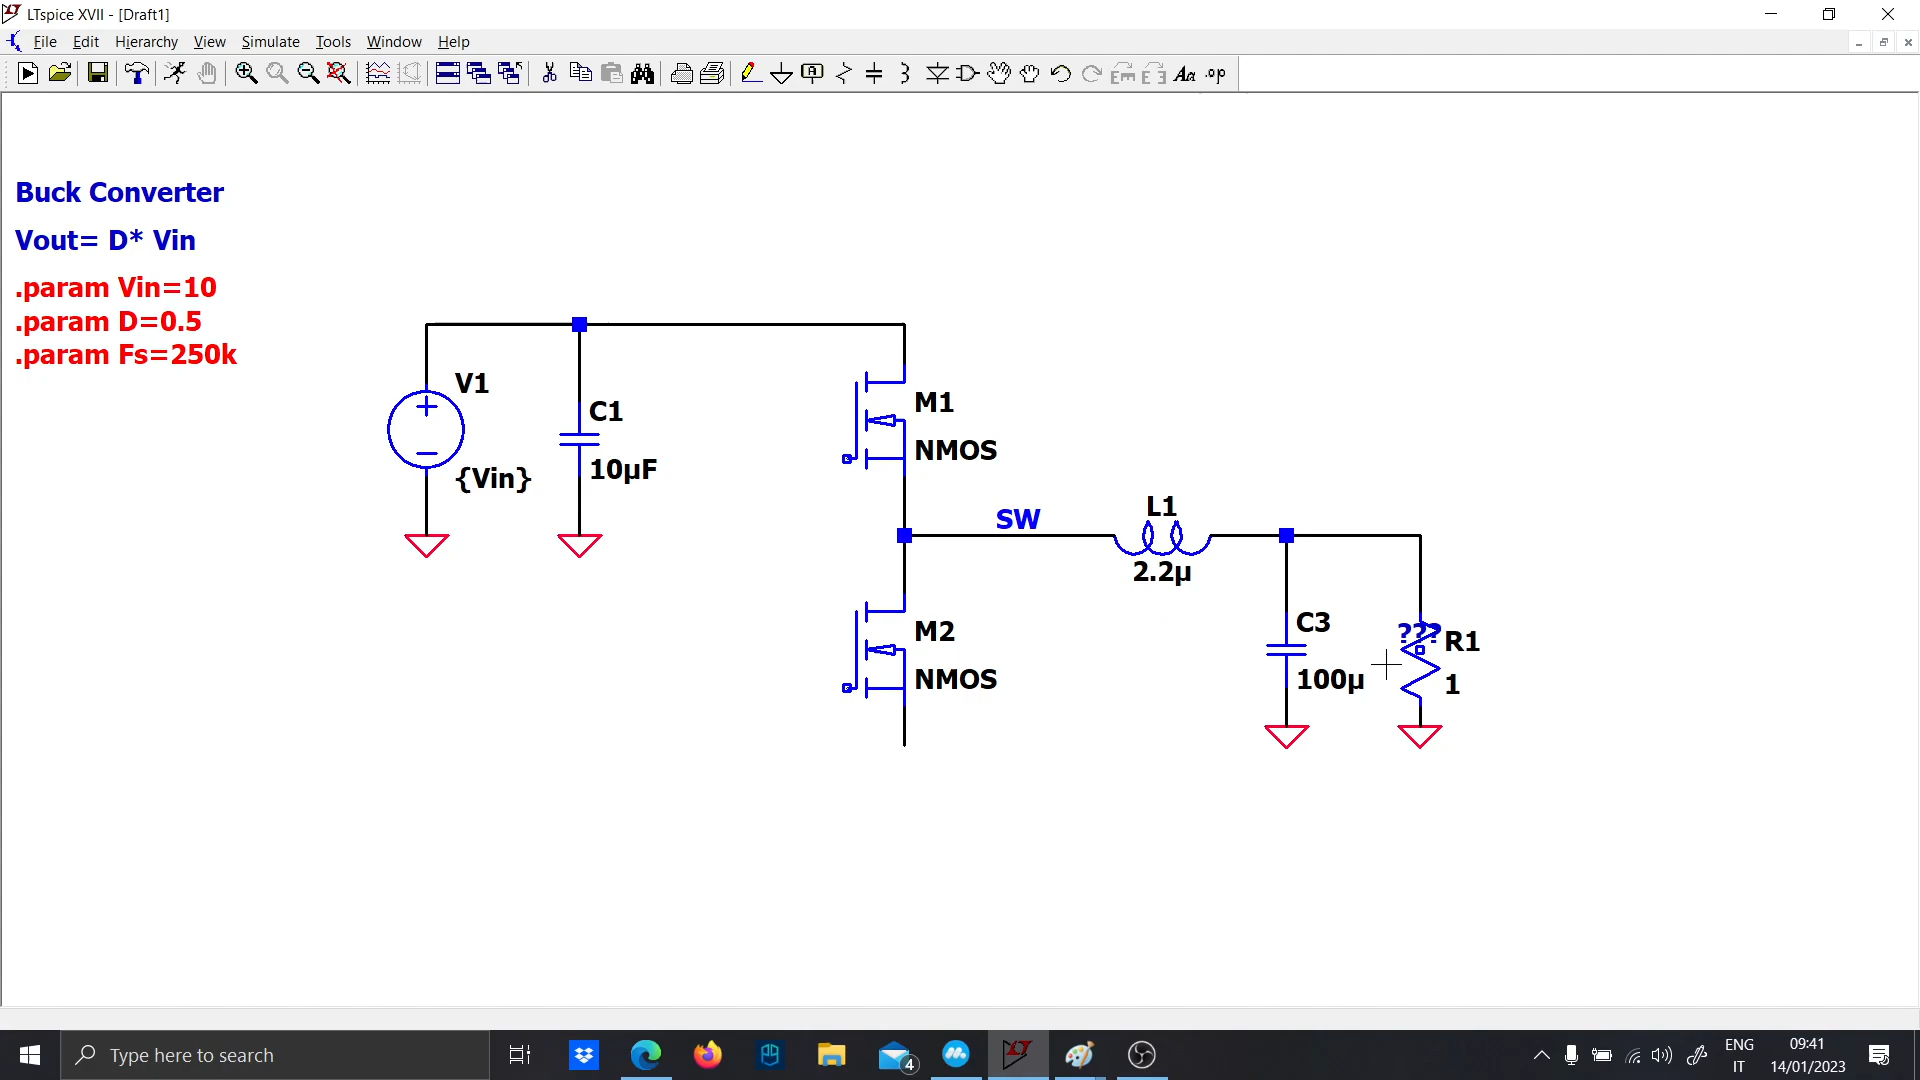 LTspice XVII - [Draft1]
File Edit Hierarchy View Simulate Tools Window Help
Buck Converter
Vout= D* Vin
.param Vin=10
.param D=0.5
.param Fs=250k
V1
{Vin}
C1
10µF
M1
NMOS
SW
L1
2.2µ
M2
NMOS
C3
100µ
???
R1
1
Type here to search
4
ENG
IT
09:41
14/01/2023